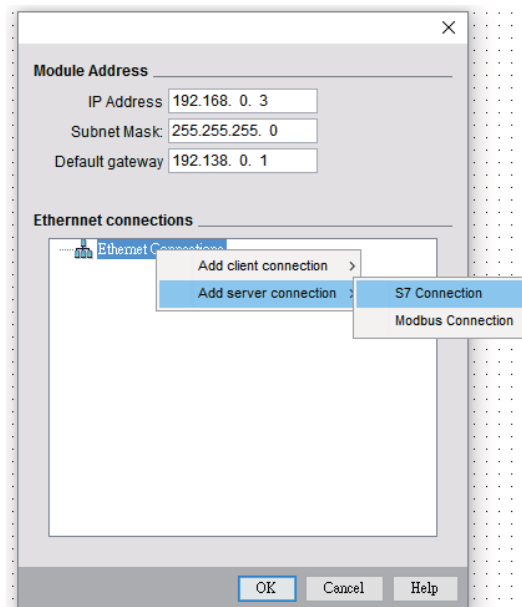 Module Address
IP Address 192.168. 0. 3
Subnet Mask: 255.255.255. 0
Default gateway 192.138. 0. 1
Ethernnet connections
Ethernet Connections
Add client connection >
Add server connection >
S7 Connection
Modbus Connection
OK Cancel Help